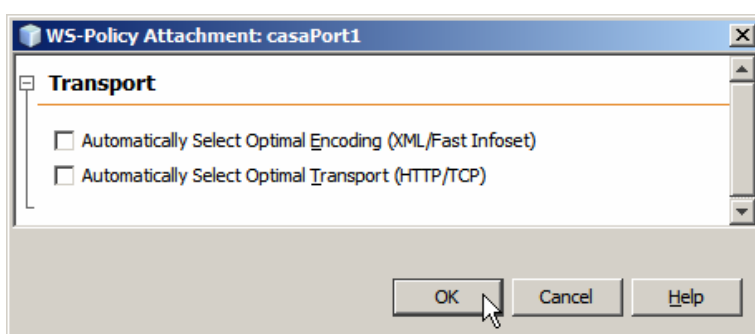 WS-Policy Attachment: casaPort1
Transport
Automatically Select Optimal Encoding (XML/Fast Infoset)
Automatically Select Optimal Transport (HTTP/TCP)
OK Cancel Help